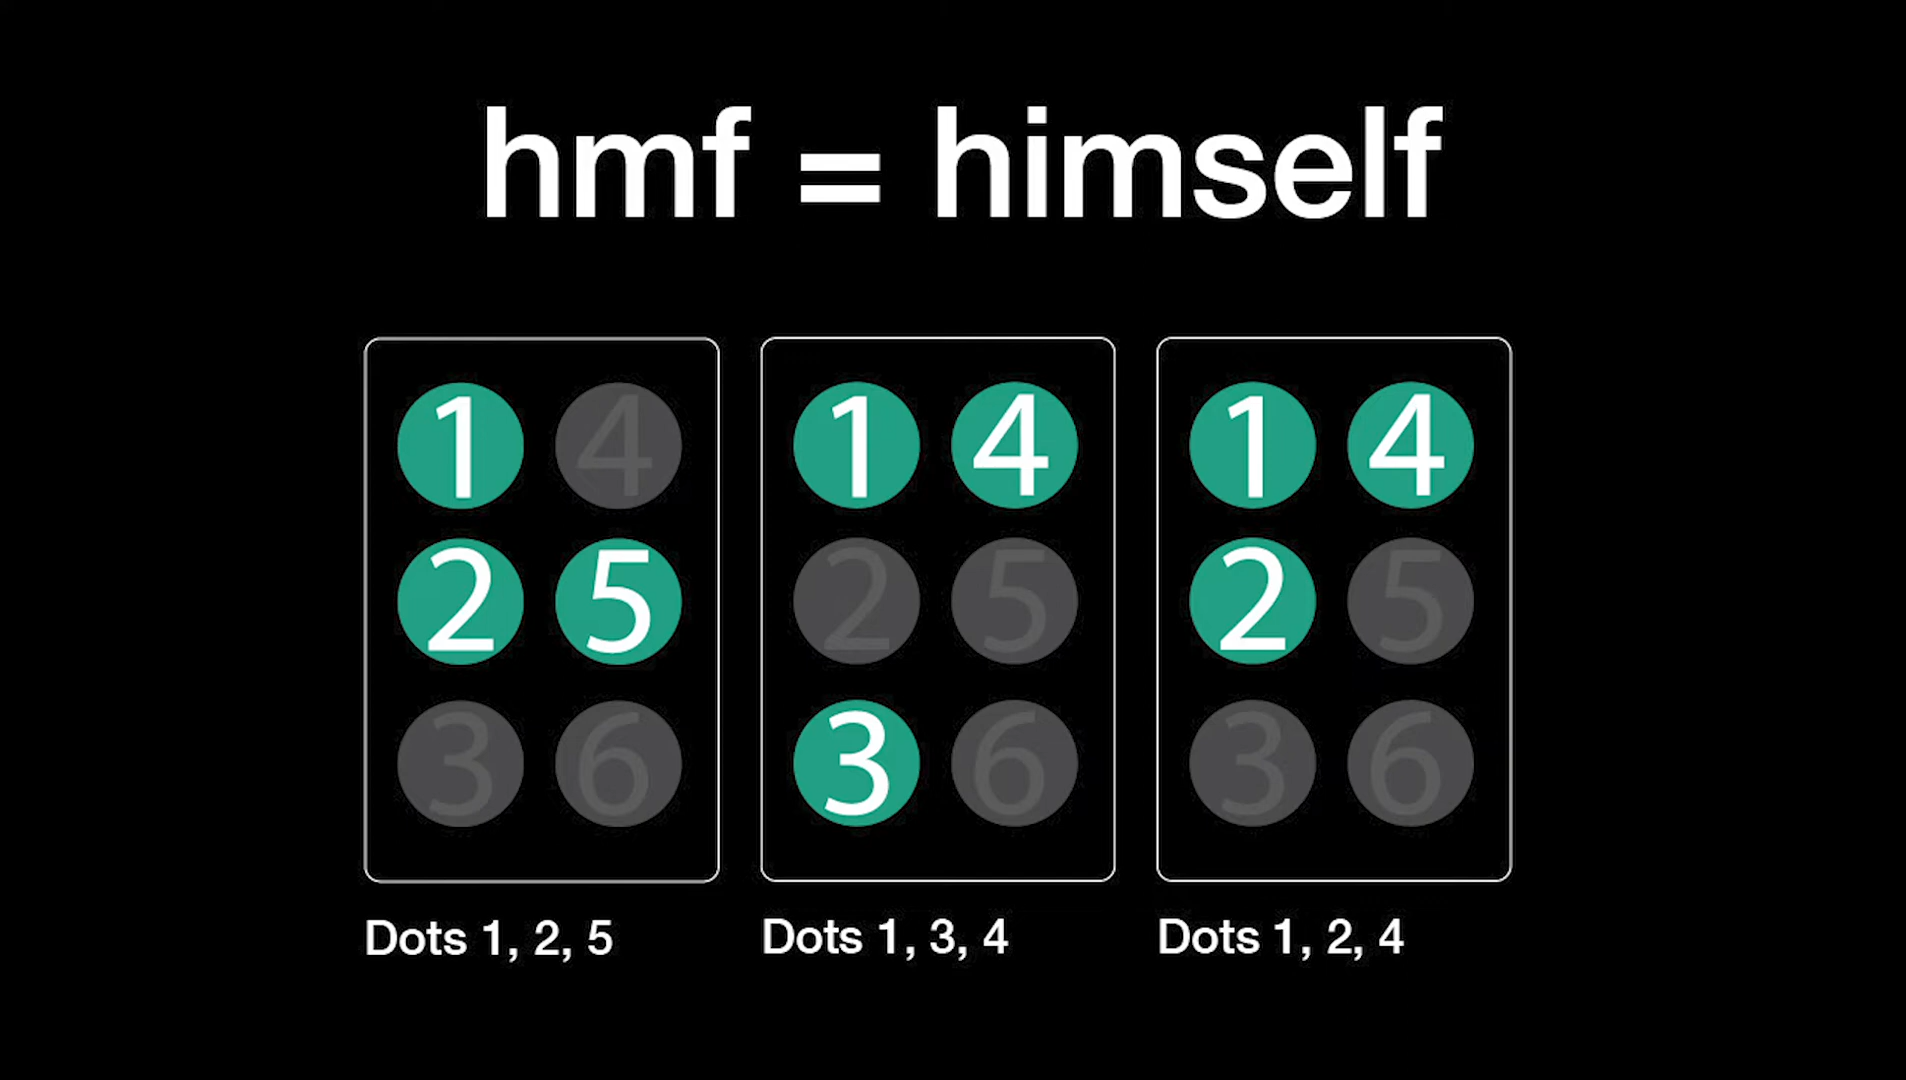 hmf = himself
1 4 1 4 1 4
2 5 2 5 2 5
3 6 3 6 3 6
Dots 1, 2, 5 Dots 1, 3, 4 Dots 1, 2, 4